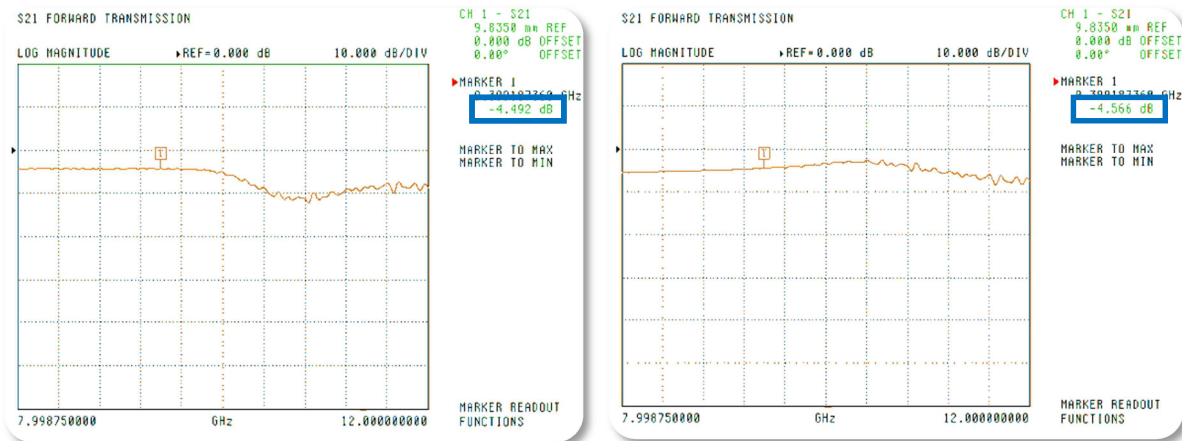 S21 FORWARD TRANSMISSION
LOG MAGNITUDE ▶REF=0.000 dB 10.000 dB/DIV
CH 1 - S21
9.8350 mm REF
0.000 dB OFFSET
0.00° OFFSET
▶MARKER 1
GHz
-4.492 dB
MARKER TO MAX
MARKER TO MIN
1
7.998750000 GHz 12.000000000
MARKER READOUT
FUNCTIONS
S21 FORWARD TRANSMISSION
LOG MAGNITUDE ▶REF=0.000 dB 10.000 dB/DIV
CH 1 - S21
9.8350 mm REF
0.000 dB OFFSET
0.00° OFFSET
▶MARKER 1
GHz
-4.566 dB
MARKER TO MAX
MARKER TO MIN
1
7.998750000 GHz 12.000000000
MARKER READOUT
FUNCTIONS